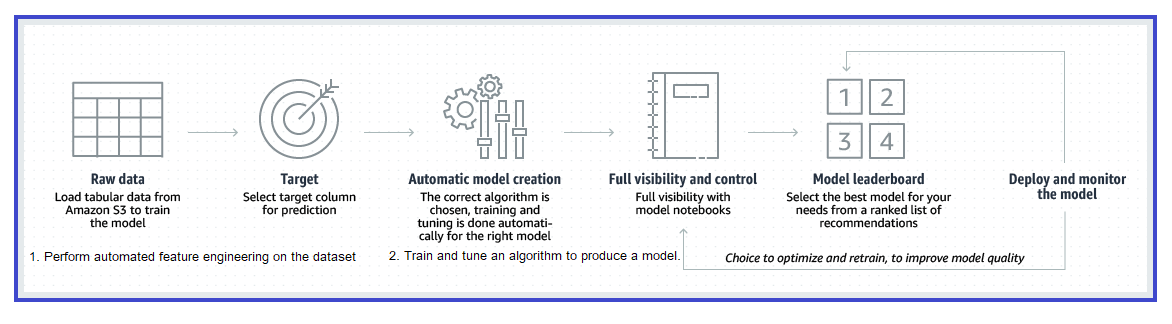 1 2
3 4
Raw data
Load tabular data from
Amazon S3 to train
the model
Target
Select target column
for prediction
Automatic model creation
The correct algorithm is
chosen, training and
tuning is done automati-
cally for the right model
Full visibility and control
Full visibility with
model notebooks
Model leaderboard
Select the best model for your
needs from a ranked list of
recommendations
Deploy and monitor
the model
1. Perform automated feature engineering on the dataset
2. Train and tune an algorithm to produce a model.
Choice to optimize and retrain, to improve model quality